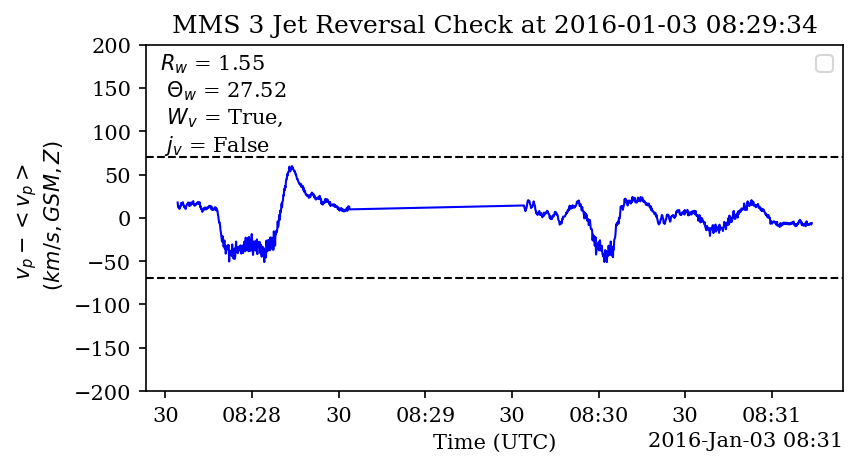 MMS 3 Jet Reversal Check at 2016-01-03 08:29:34
R_w = 1.55
Θ_w = 27.52
W_v = True,
j_v = False
v_p − < v_p >
(km/s, GSM, Z)
200
150
100
50
0
−50
−100
−150
−200
30 08:28 30 08:29 30 08:30 30 08:31
Time (UTC)
2016-Jan-03 08:31